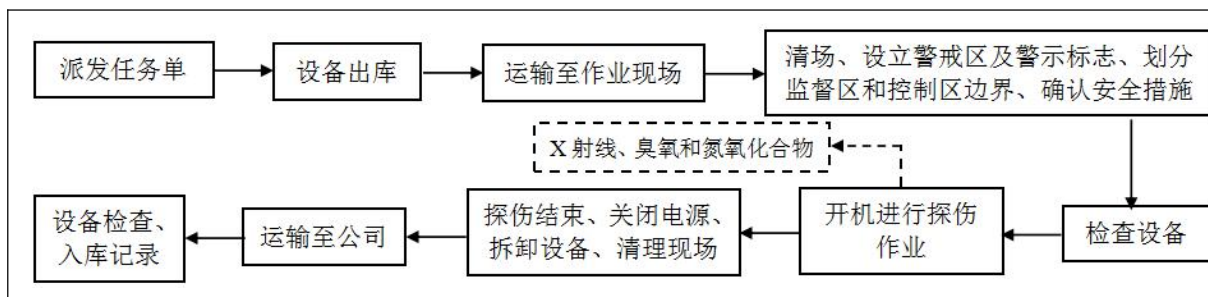 派发任务单
设备出库
运输至作业现场
清场、设立警戒区及警示标志、划分
监督区和控制区边界、确认安全措施
X 射线、臭氧和氮氧化合物
检查设备
开机进行探伤
作业
探伤结束、关闭电源、
拆卸设备、清理现场
运输至公司
设备检查、
入库记录